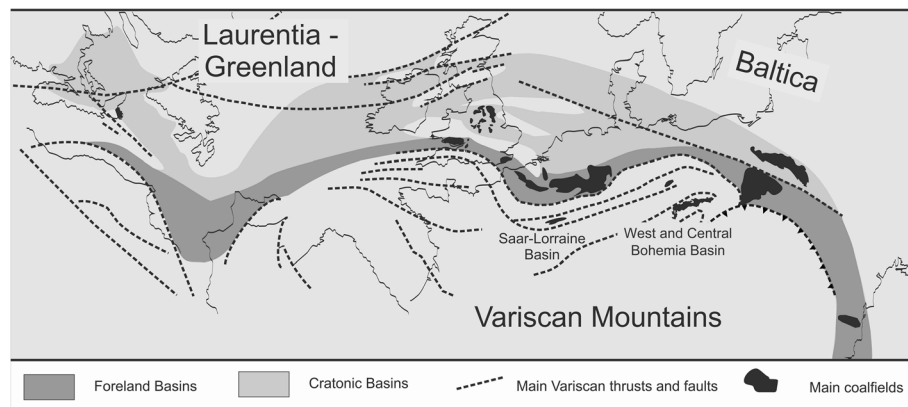 Laurentia -
Greenland
Baltica
Saar-Lorraine
Basin
West and Central
Bohemia Basin
Variscan Mountains
Foreland Basins
Cratonic Basins
Main Variscan thrusts and faults
Main coalfields